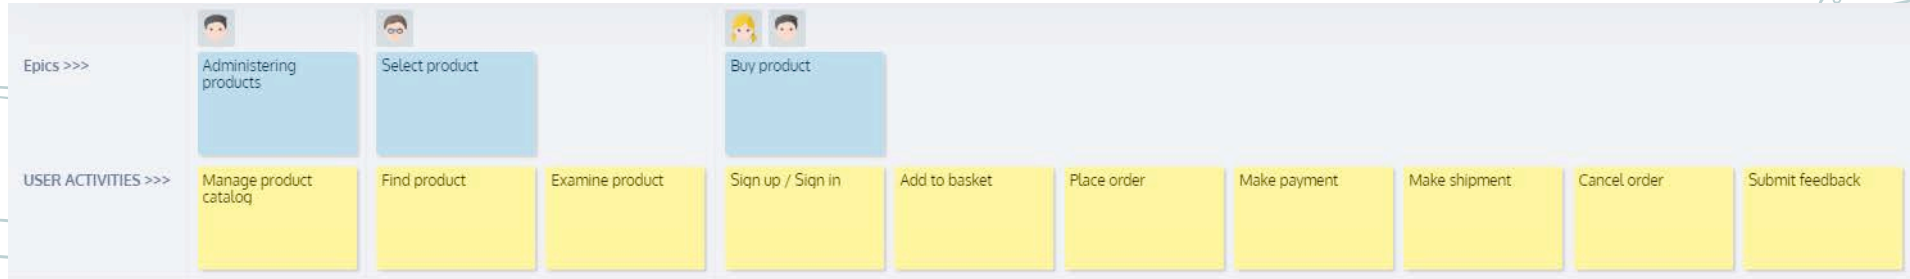 Epics >>>
Administering
products
Select product
Buy product
USER ACTIVITIES >>>
Manage product
catalog
Find product
Examine product
Sign up / Sign in
Add to basket
Place order
Make payment
Make shipment
Cancel order
Submit feedback